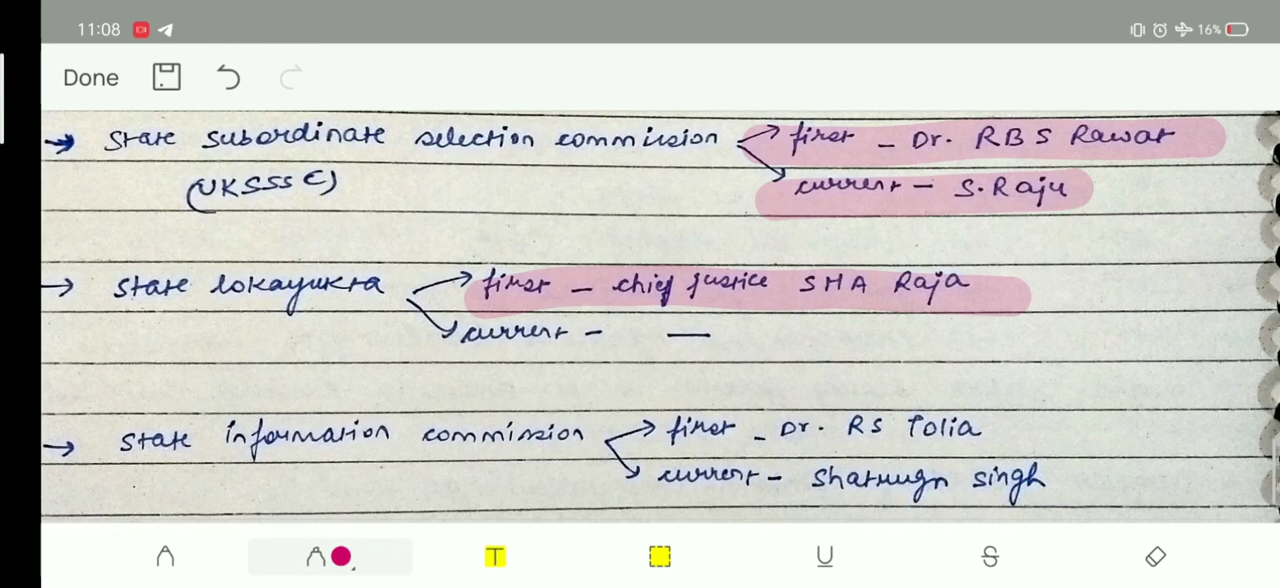 11:08
16%
Done
→ State subordinate selection commission → first - Dr. RBS Rawat
(UKSSSC) → current - S. Raju
→ State lokayukta → first - chief justice SHA Raja
→ current - —
→ State information commission → first - Dr. RS Tolia
→ current - Shatrugn Singh
T
U
S